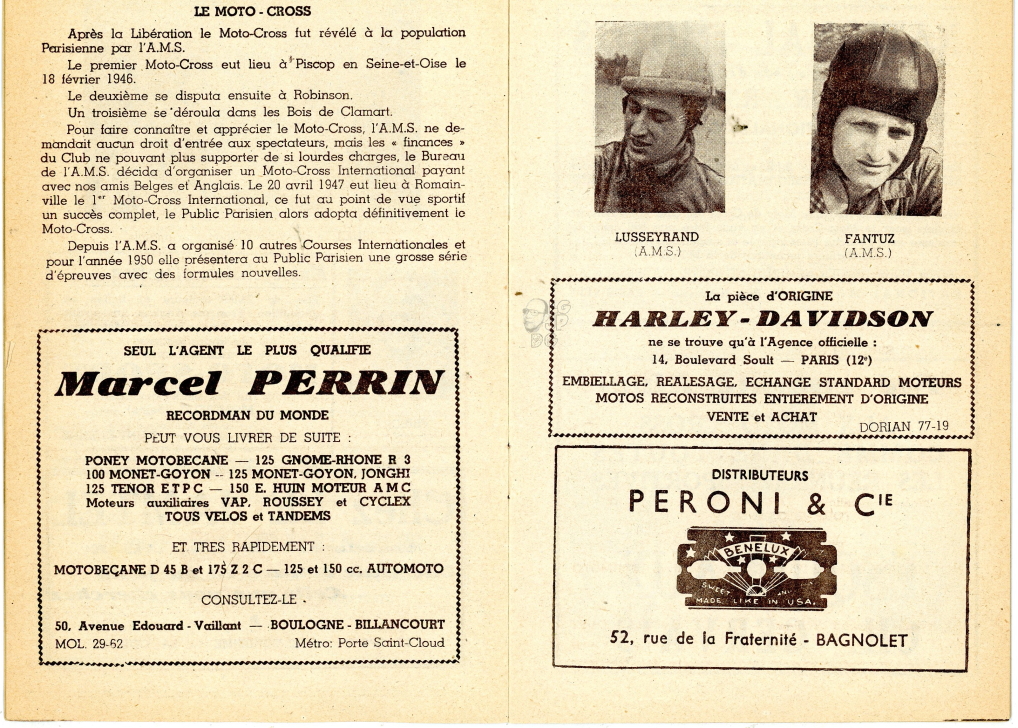 LE MOTO - CROSS
Après la Libération le Moto-Cross fut révélé à la population
Parisienne par l'A.M.S.
Le premier Moto-Cross eut lieu à Piscop en Seine-et-Oise le
18 février 1946.
Le deuxième se disputa ensuite à Robinson.
Un troisième se déroula dans les Bois de Clamart.
Pour faire connaître et apprécier le Moto-Cross, l'A.M.S. ne de-
mandait aucun droit d'entrée aux spectateurs, mais les « finances »
du Club ne pouvant plus supporter de si lourdes charges, le Bureau
de l'A.M.S. décida d'organiser un Moto-Cross International payant
avec nos amis Belges et Anglais. Le 20 avril 1947 eut lieu à Romain-
ville le 1er Moto-Cross International, ce fut au point de vue sportif
un succès complet, le Public Parisien alors adopta définitivement le
Moto-Cross.
Depuis l'A.M.S. a organisé 10 autres Courses Internationales et
pour l'année 1950 elle présentera au Public Parisien une grosse série
d'épreuves avec des formules nouvelles.
SEUL L'AGENT LE PLUS QUALIFIE
Marcel PERRIN
RECORDMAN DU MONDE
PEUT VOUS LIVRER DE SUITE :
PONEY MOTOBECANE — 125 GNOME-RHONE R 3
100 MONET-GOYON — 125 MONET-GOYON, JONGHI
125 TENOR E T P C — 150 E. HUIN MOTEUR A M C
Moteurs auxiliaires VAP, ROUSSEY et CYCLEX
TOUS VELOS et TANDEMS
ET TRES RAPIDEMENT :
MOTOBEÇANE D 45 B et 175 Z 2 C — 125 et 150 cc. AUTOMOTO
CONSULTEZ-LE .
50, Avenue Edouard - Vaillant — BOULOGNE - BILLANCOURT
MOL. 29-62 Métro: Porte Saint-Cloud
LUSSEYRAND
(A.M.S.)
FANTUZ
(A.M.S.)
La pièce d'ORIGINE
HARLEY-DAVIDSON
ne se trouve qu'à l'Agence officielle :
14, Boulevard Soult — PARIS (12e)
EMBIELLAGE, REALESAGE, ECHANGE STANDARD MOTEURS
MOTOS RECONSTRUITES ENTIEREMENT D'ORIGINE
VENTE et ACHAT
DORIAN 77-19
DISTRIBUTEURS
PERONI & CIE
BENELUX
SWEET
MADE LIKE IN USA.
52, rue de la Fraternité - BAGNOLET